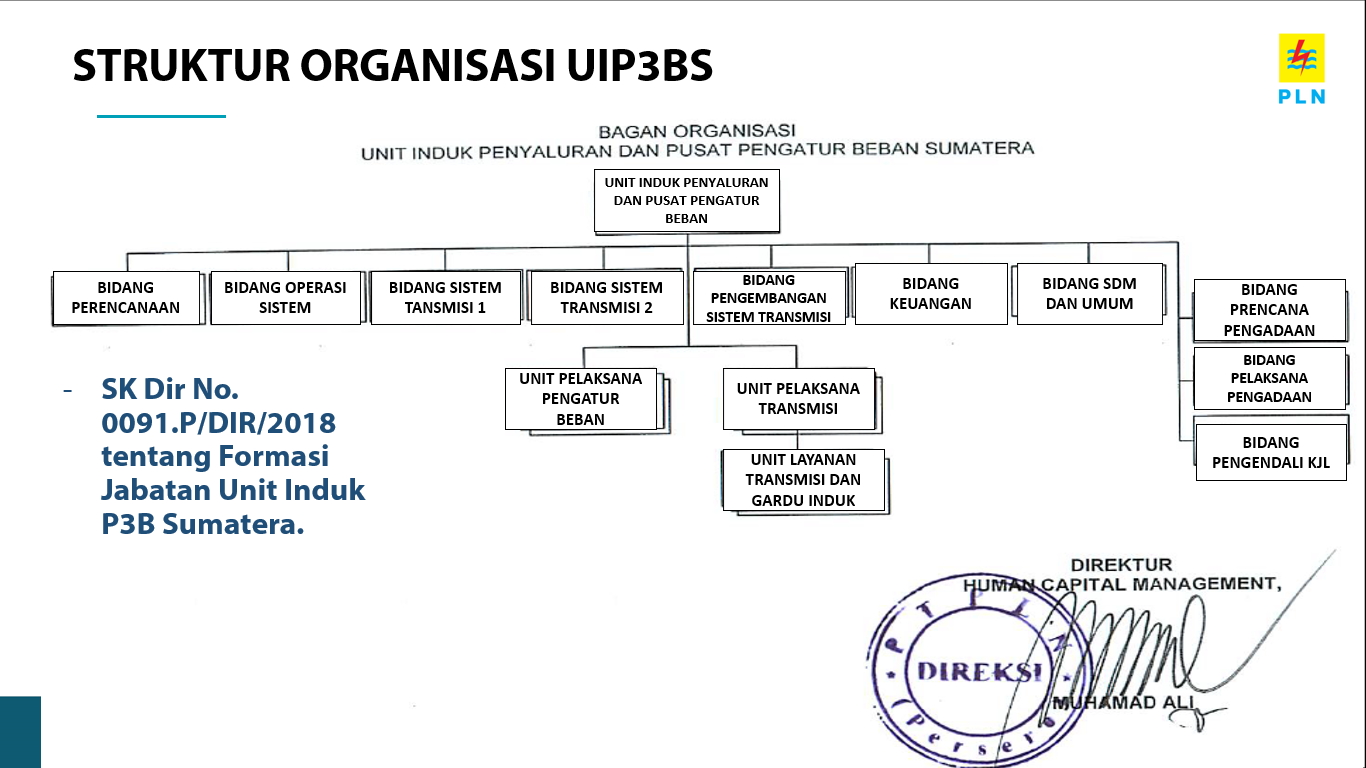 STRUKTUR ORGANISASI UIP3BS
PLN
BAGAN ORGANISASI
UNIT INDUK PENYALURAN DAN PUSAT PENGATUR BEBAN SUMATERA
UNIT INDUK PENYALURAN
DAN PUSAT PENGATUR
BEBAN
BIDANG
PERENCANAAN
BIDANG OPERASI
SISTEM
BIDANG SISTEM
TANSMISI 1
BIDANG SISTEM
TRANSMISI 2
BIDANG
PENGEMBANGAN
SISTEM TRANSMISI
BIDANG
KEUANGAN
BIDANG SDM
DAN UMUM
BIDANG
PRENCANA
PENGADAAN
BIDANG
PELAKSANA
PENGADAAN
BIDANG
PENGENDALI KJL
UNIT PELAKSANA
PENGATUR
BEBAN
UNIT PELAKSANA
TRANSMISI
UNIT LAYANAN
TRANSMISI DAN
GARDU INDUK
- SK Dir No.
0091.P/DIR/2018
tentang Formasi
Jabatan Unit Induk
P3B Sumatera.
DIREKTUR
HUMAN CAPITAL MANAGEMENT,
PT PLN
DIREKSI
(Persero
MUHAMAD ALI